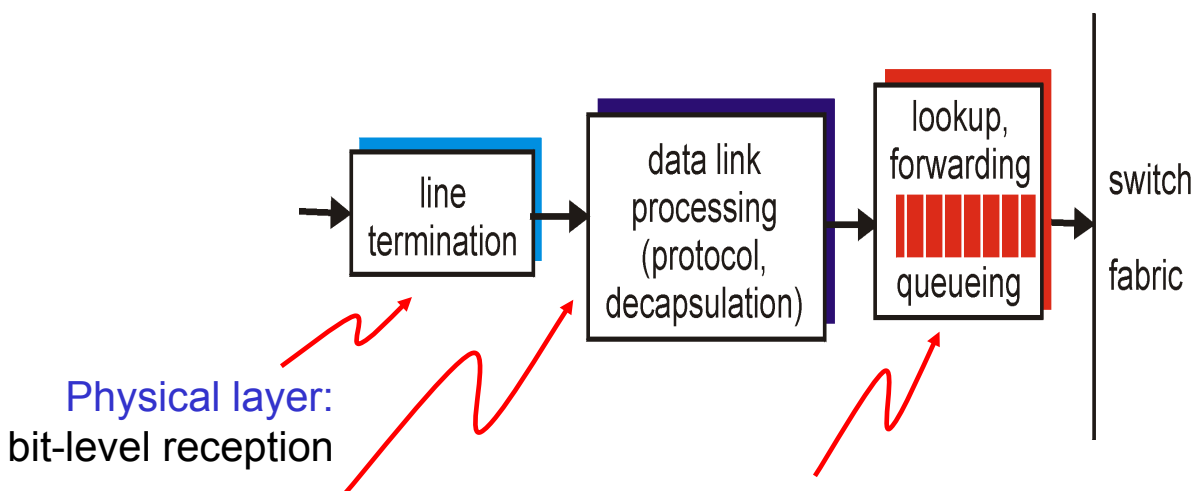 line
termination
data link
processing
(protocol,
decapsulation)
lookup,
forwarding
queueing
switch
fabric
Physical layer:
bit-level reception